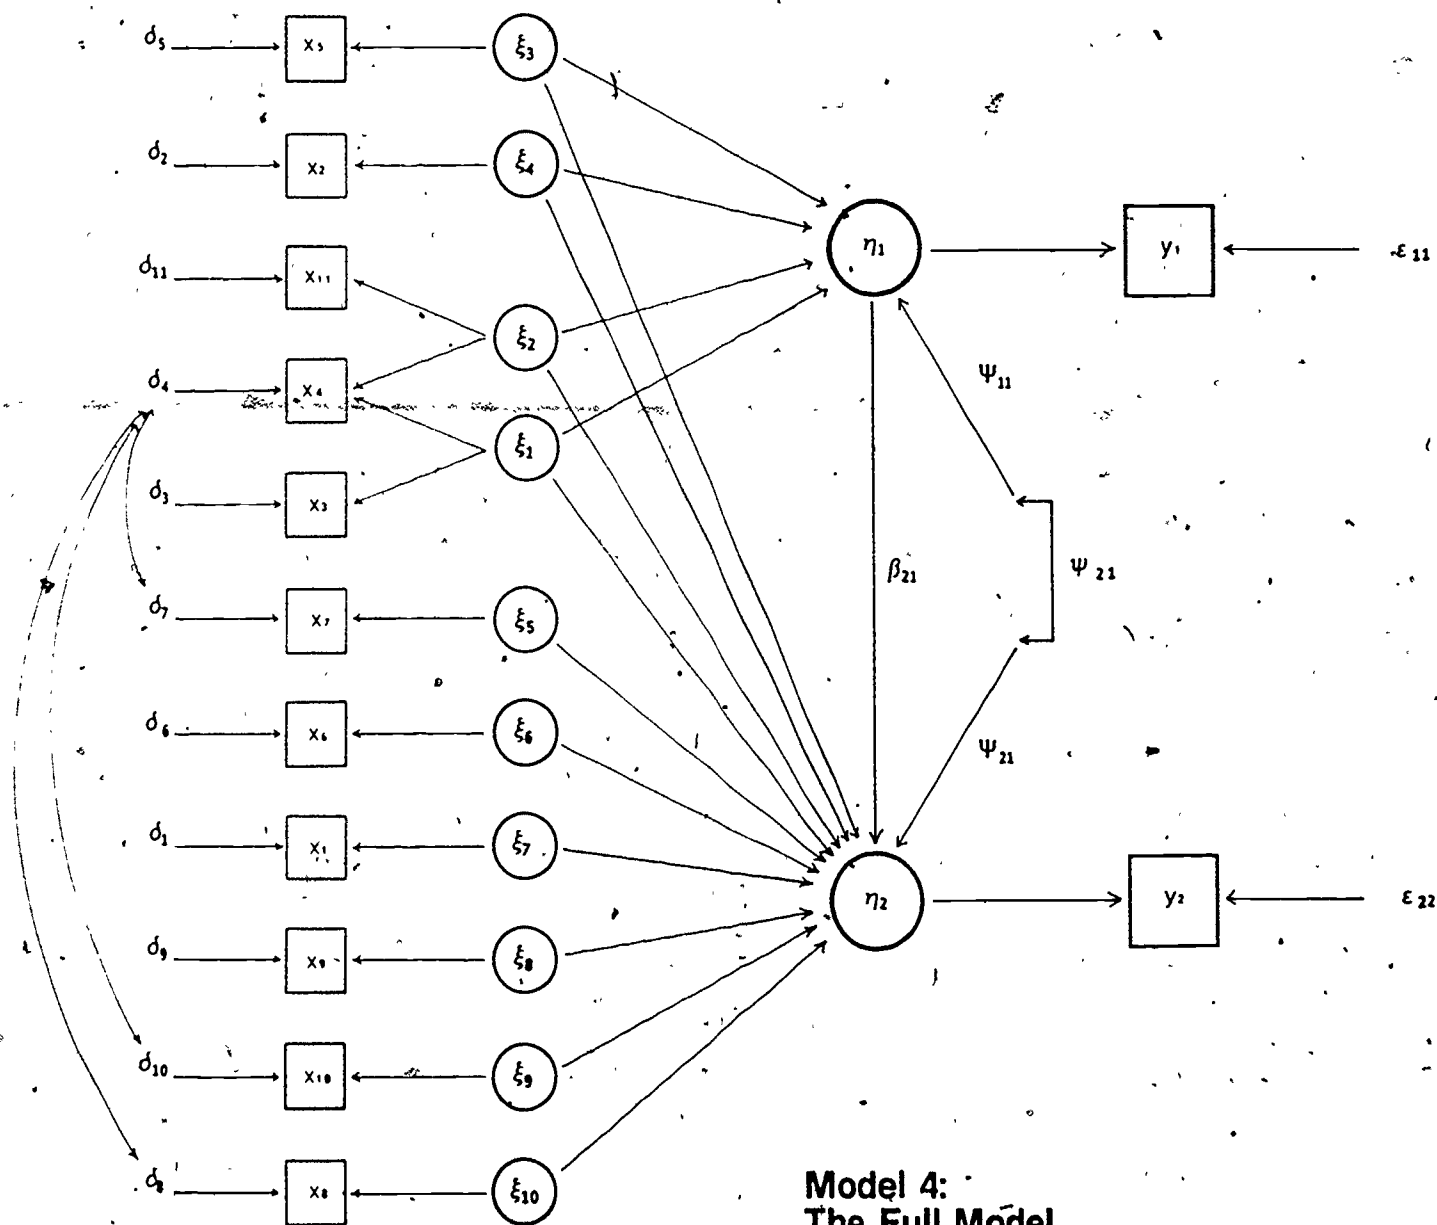 δ5 x5 ξ3
δ2 x2 ξ4
η1 y1 ε11
δ11 x11
ξ2
ψ11
δ4 x4
ξ1
δ3 x3
β21 ψ21
δ7 x7 ξ5
δ6 x6 ξ6
ψ21
δ1 x1 ξ7
η2 y2 ε22
δ9 x9 ξ8
δ10 x10 ξ9
δ8 x8 ξ10
Model 4:
The Full Model